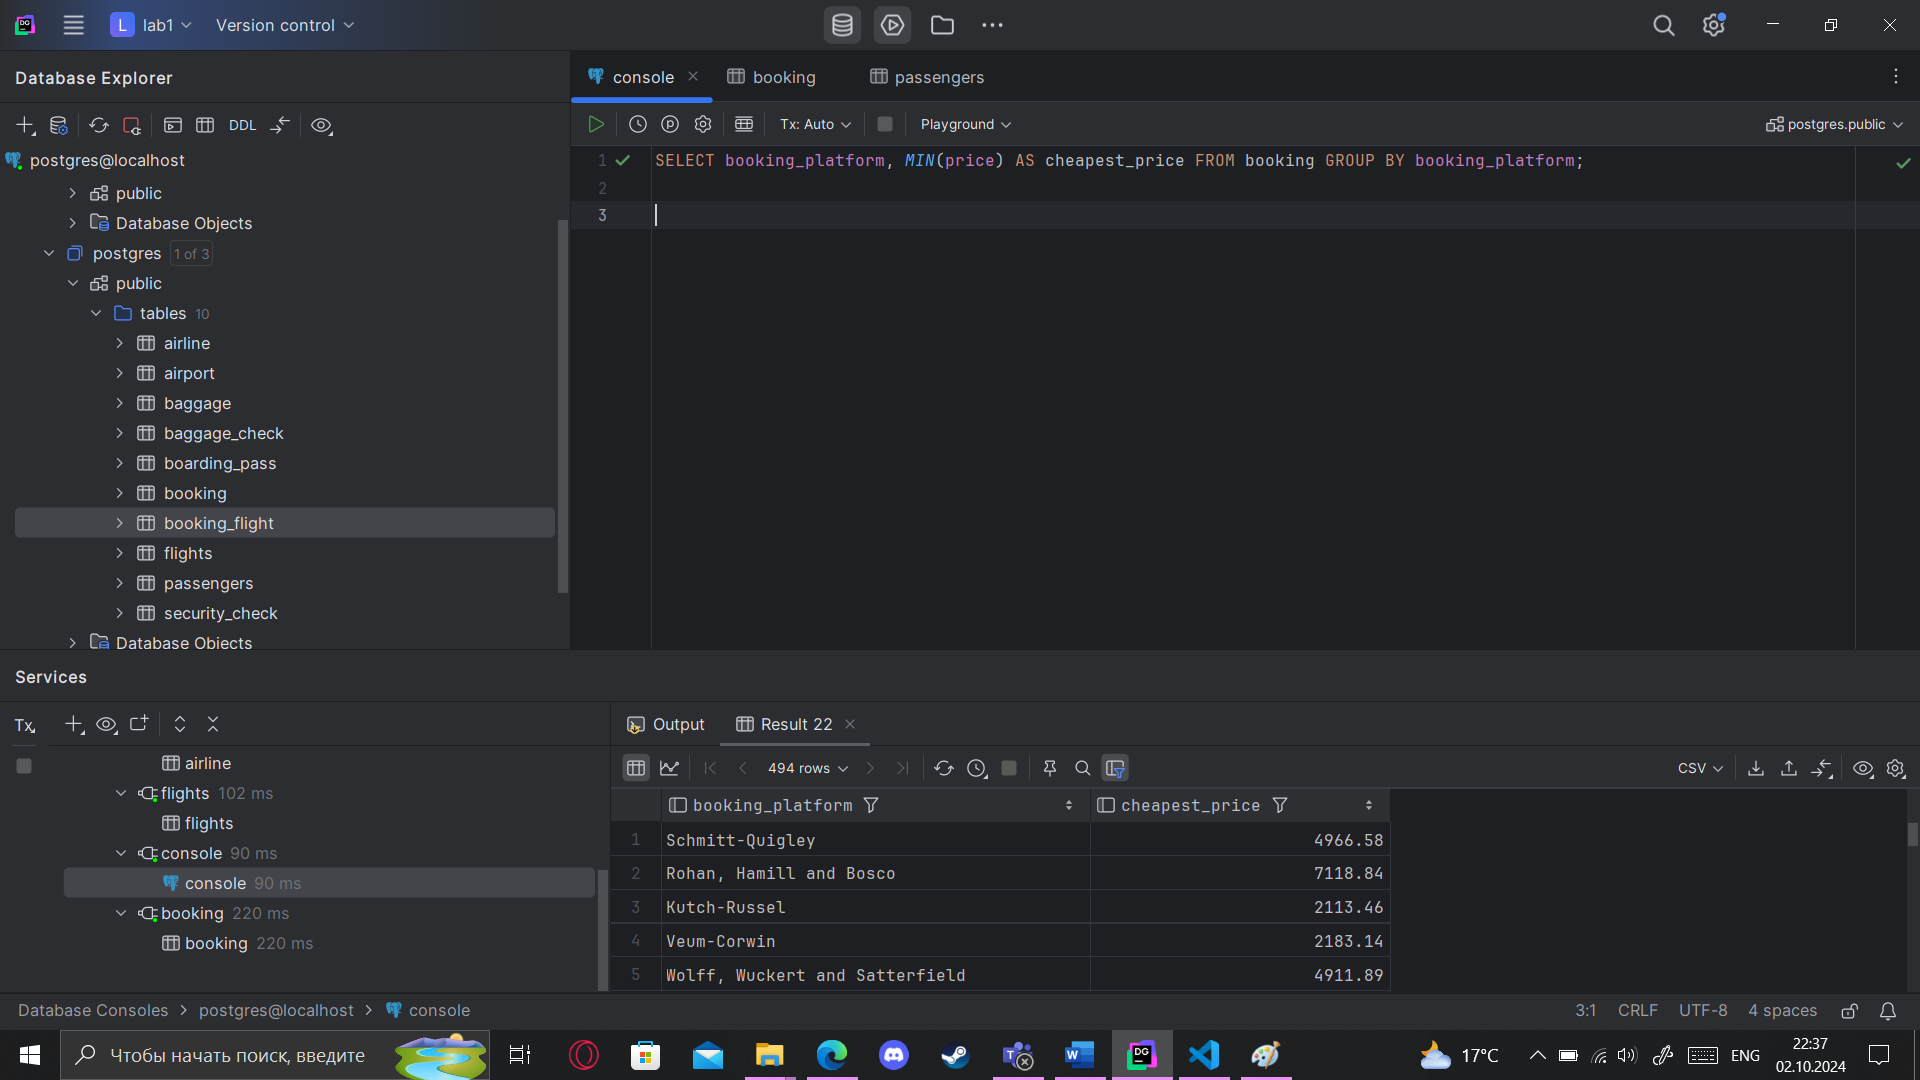 L lab1 Version control
Database Explorer
console booking passengers
DDL
Tx: Auto Playground postgres.public
postgres@localhost
public
Database Objects
postgres 1 of 3
public
tables 10
airline
airport
baggage
baggage_check
boarding_pass
booking
booking_flight
flights
passengers
security_check
Database Objects
1 SELECT booking_platform, MIN(price) AS cheapest_price FROM booking GROUP BY booking_platform;
2
3
Services
Tx
airline
flights 102 ms
flights
console 90 ms
console 90 ms
booking 220 ms
booking 220 ms
Output Result 22
494 rows CSV
booking_platform cheapest_price
1 Schmitt-Quigley 4966.58
2 Rohan, Hamill and Bosco 7118.84
3 Kutch-Russel 2113.46
4 Veum-Corwin 2183.14
5 Wolff, Wuckert and Satterfield 4911.89
Database Consoles > postgres@localhost > console
3:1 CRLF UTF-8 4 spaces
Чтобы начать поиск, введите
17°C ENG
22:37
02.10.2024